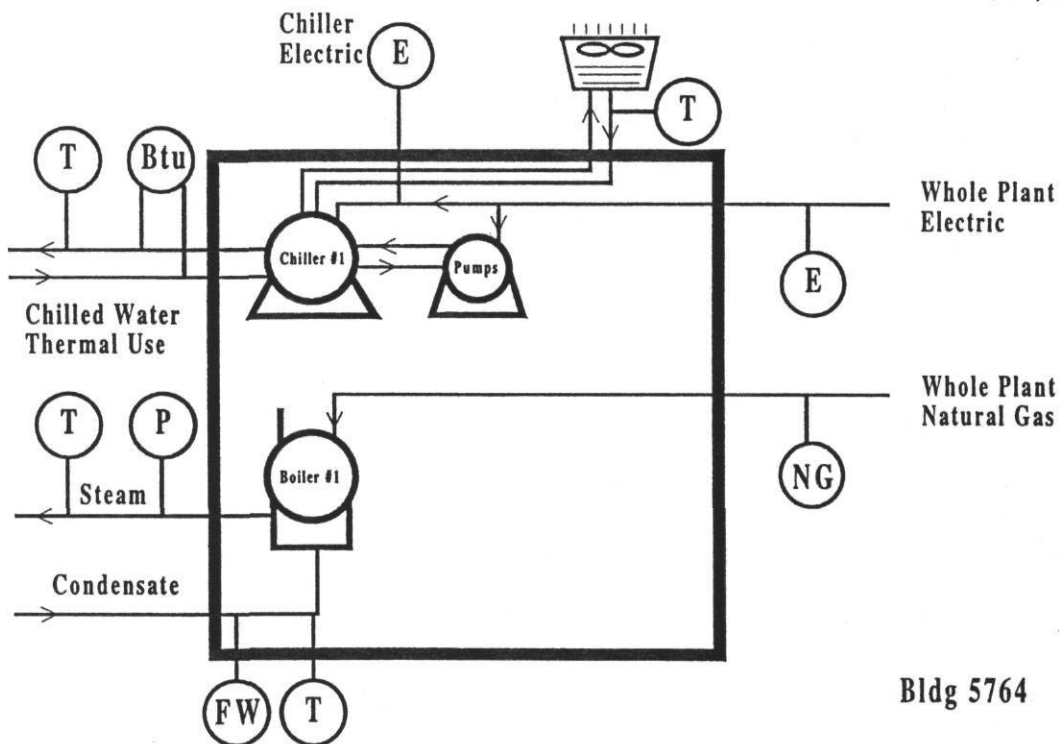 Chiller
Electric
E
T
T
Btu
Whole Plant
Electric
Chiller #1
Pumps
E
Chilled Water
Thermal Use
Whole Plant
Natural Gas
T
P
Boiler #1
NG
Steam
Condensate
FW
T
Bldg 5764